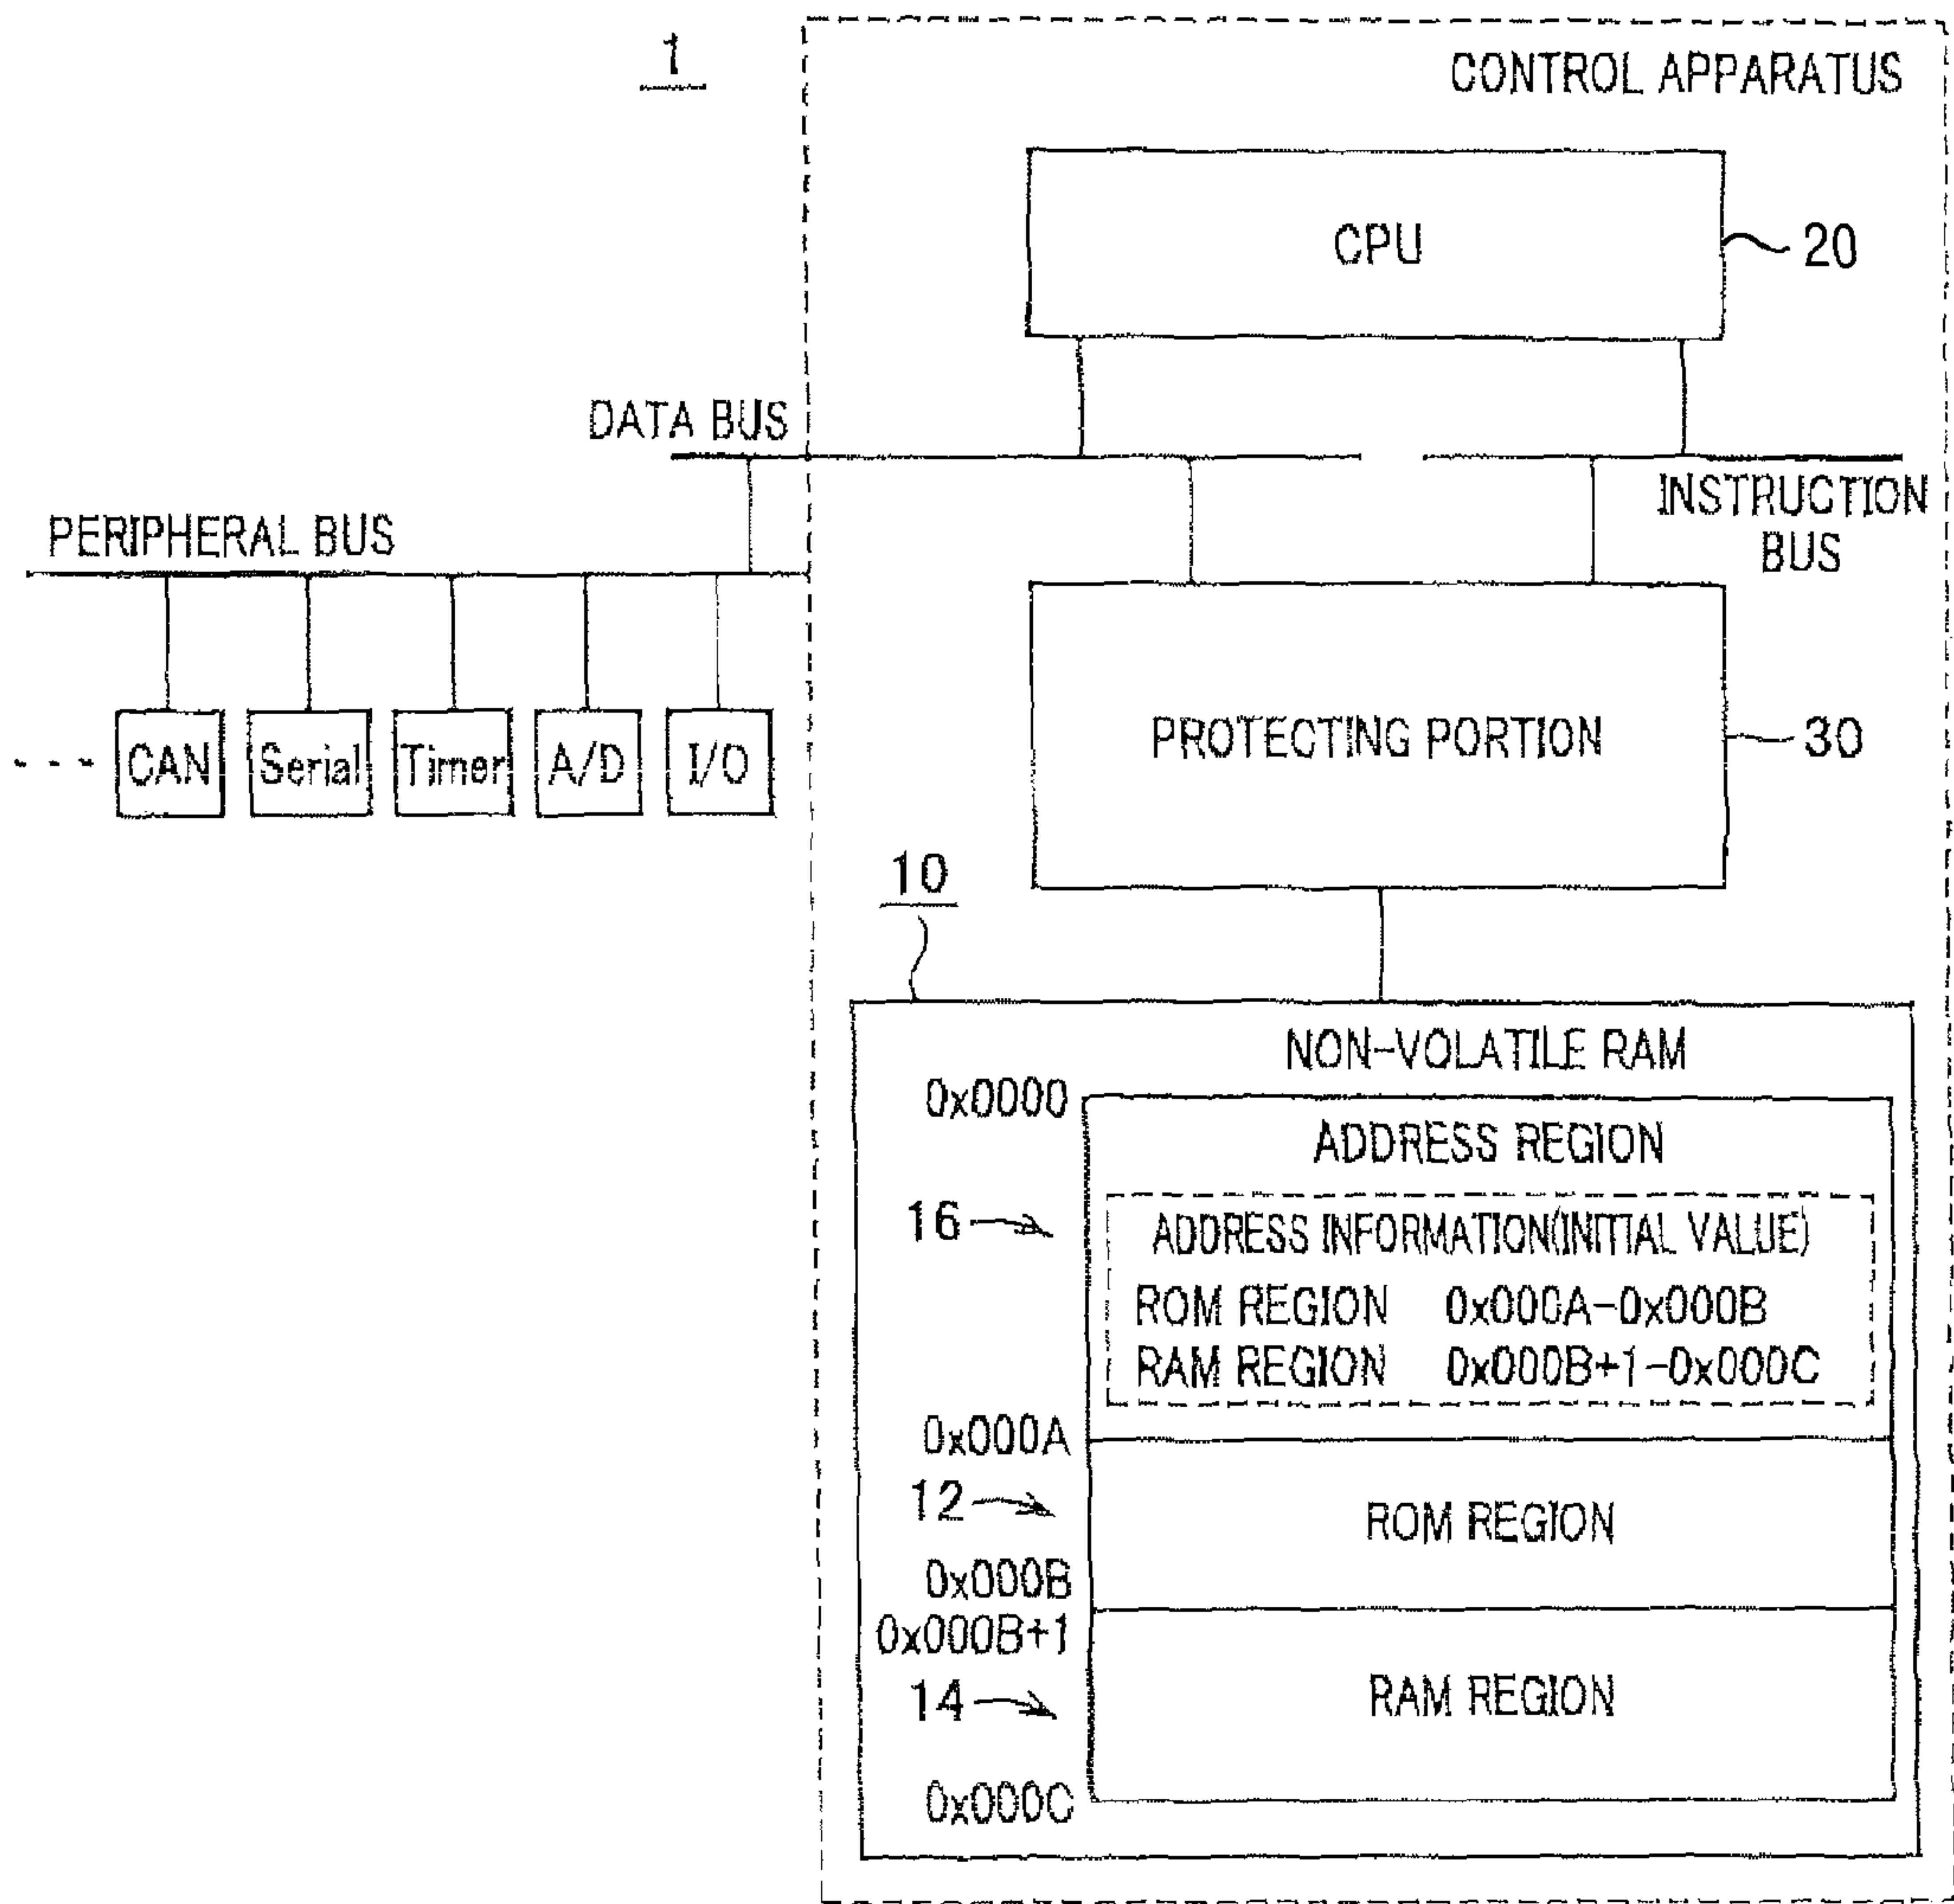 1
CONTROL APPARATUS
CPU
20
DATA BUS
INSTRUCTION
BUS
PERIPHERAL BUS
- - - CAN Serial Timer A/D I/O
PROTECTING PORTION
30
10
NON-VOLATILE RAM
0x0000
ADDRESS REGION
16
ADDRESS INFORMATION(INITIAL VALUE)
ROM REGION 0x000A-0x000B
RAM REGION 0x000B+1-0x000C
0x000A
12
ROM REGION
0x000B
0x000B+1
14
RAM REGION
0x000C